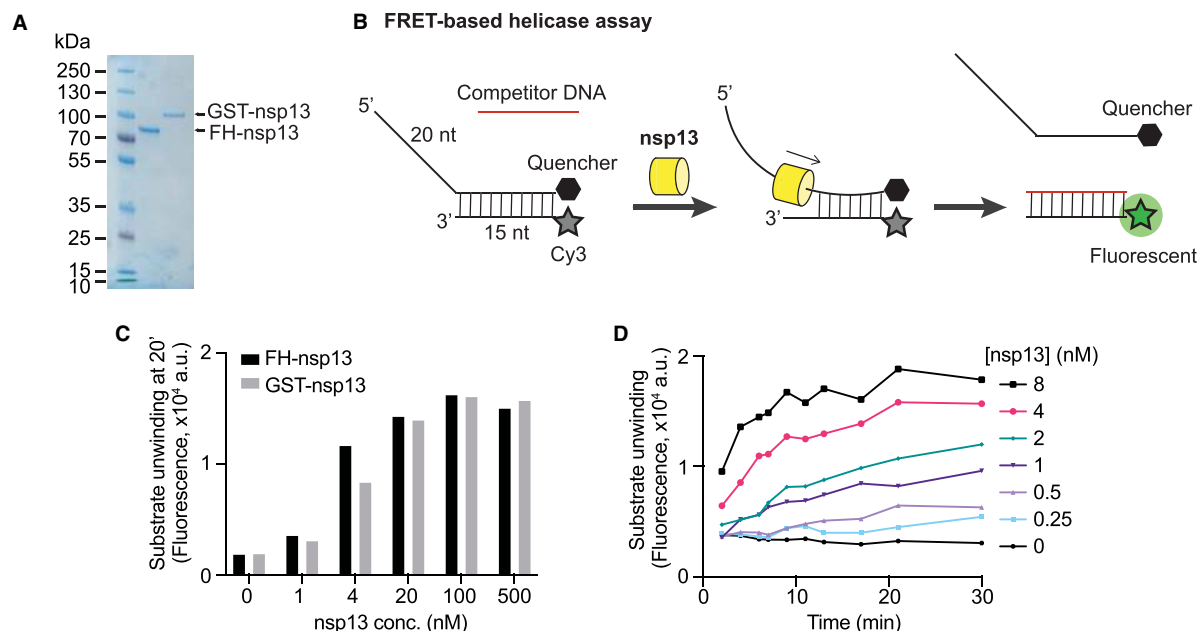 A
kDa
250
130
100
70
55
35
25
15
10
GST-nsp13
FH-nsp13
B FRET-based helicase assay
5’
20 nt
Competitor DNA
Quencher
3’
15 nt
Cy3
nsp13
5’
3’
Quencher
Fluorescent
C
Substrate unwinding at 20’
(Fluorescence, x10⁴ a.u.)
2
1
0
FH-nsp13
GST-nsp13
0 1 4 20 100 500
nsp13 conc. (nM)
D
Substrate unwinding
(Fluorescence, x10⁴ a.u.)
2
1
0
0 10 20 30
Time (min)
[nsp13] (nM)
8
4
2
1
0.5
0.25
0